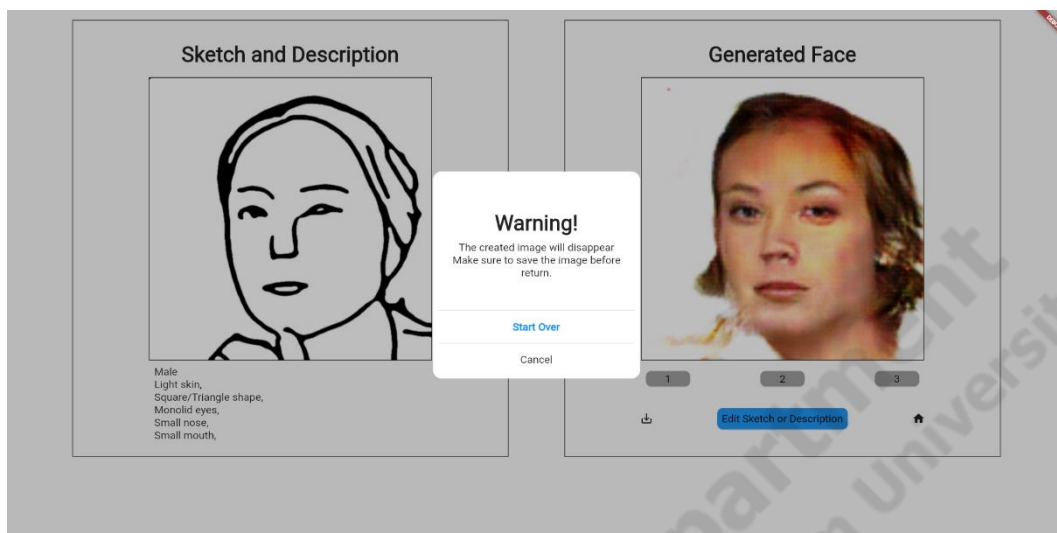 Sketch and Description
Male
Light skin,
Square/Triangle shape,
Monolid eyes,
Small nose,
Small mouth,
Warning!
The created image will disappear
Make sure to save the image before
return.
Start Over
Cancel
Generated Face
1 2 3
Edit Sketch or Description